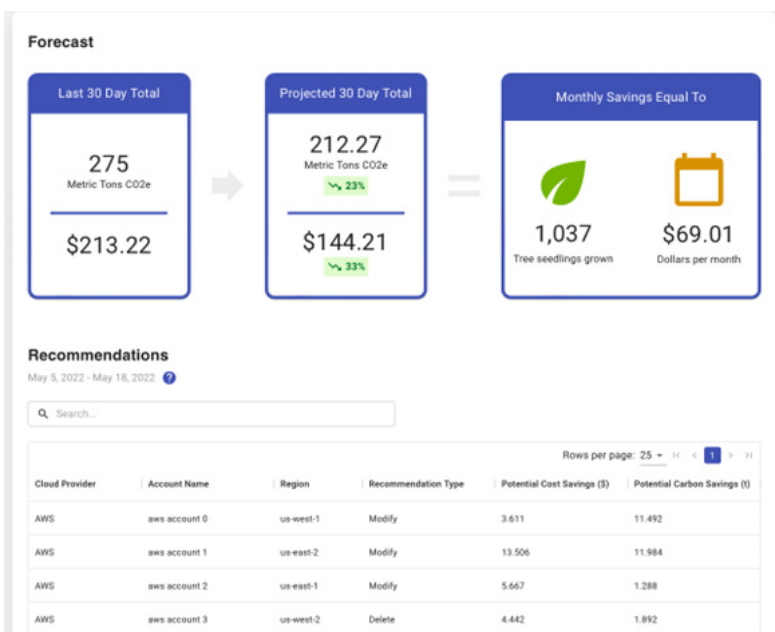 Forecast
Last 30 Day Total
275
Metric Tons CO2e
$213.22
Projected 30 Day Total
212.27
Metric Tons CO2e
23%
$144.21
33%
Monthly Savings Equal To
1,037
Tree seedlings grown
$69.01
Dollars per month
Recommendations
May 5, 2022 - May 18, 2022 ?
Search...
Rows per page: 25 1
Cloud Provider Account Name Region Recommendation Type Potential Cost Savings ($) Potential Carbon Savings (t)
AWS aws account 0 us-west-1 Modify 3.611 11.492
AWS aws account 1 us-east-2 Modify 13.506 11.984
AWS aws account 2 us-east-1 Modify 5.667 1.288
AWS aws account 3 us-west-2 Delete 4.442 1.892